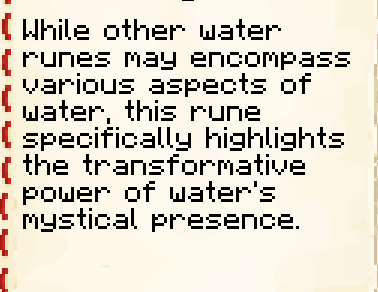 While other water
runes may encompass
various aspects of
water, this rune
specifically highlights
the transformative
power of water's
mystical presence.